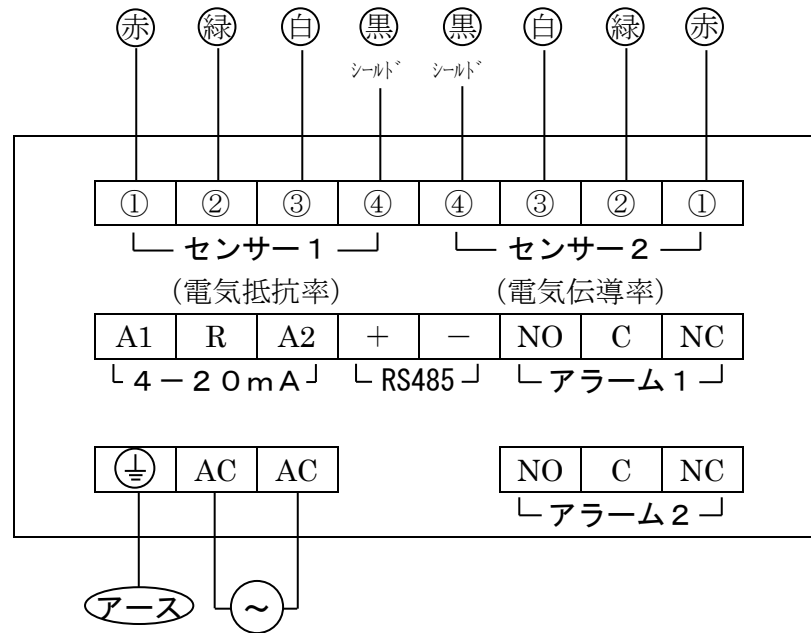 赤 緑 白 黒 黒 白 緑 赤
ｼｰﾙﾄﾞ ｼｰﾙﾄﾞ
① ② ③ ④ ④ ③ ② ①
センサー１ センサー２
(電気抵抗率) (電気伝導率)
A1 R A2 ＋ － NO C NC
４－２０ｍＡ RS485 アラーム１
AC AC NO C NC
アラーム２
アース ～